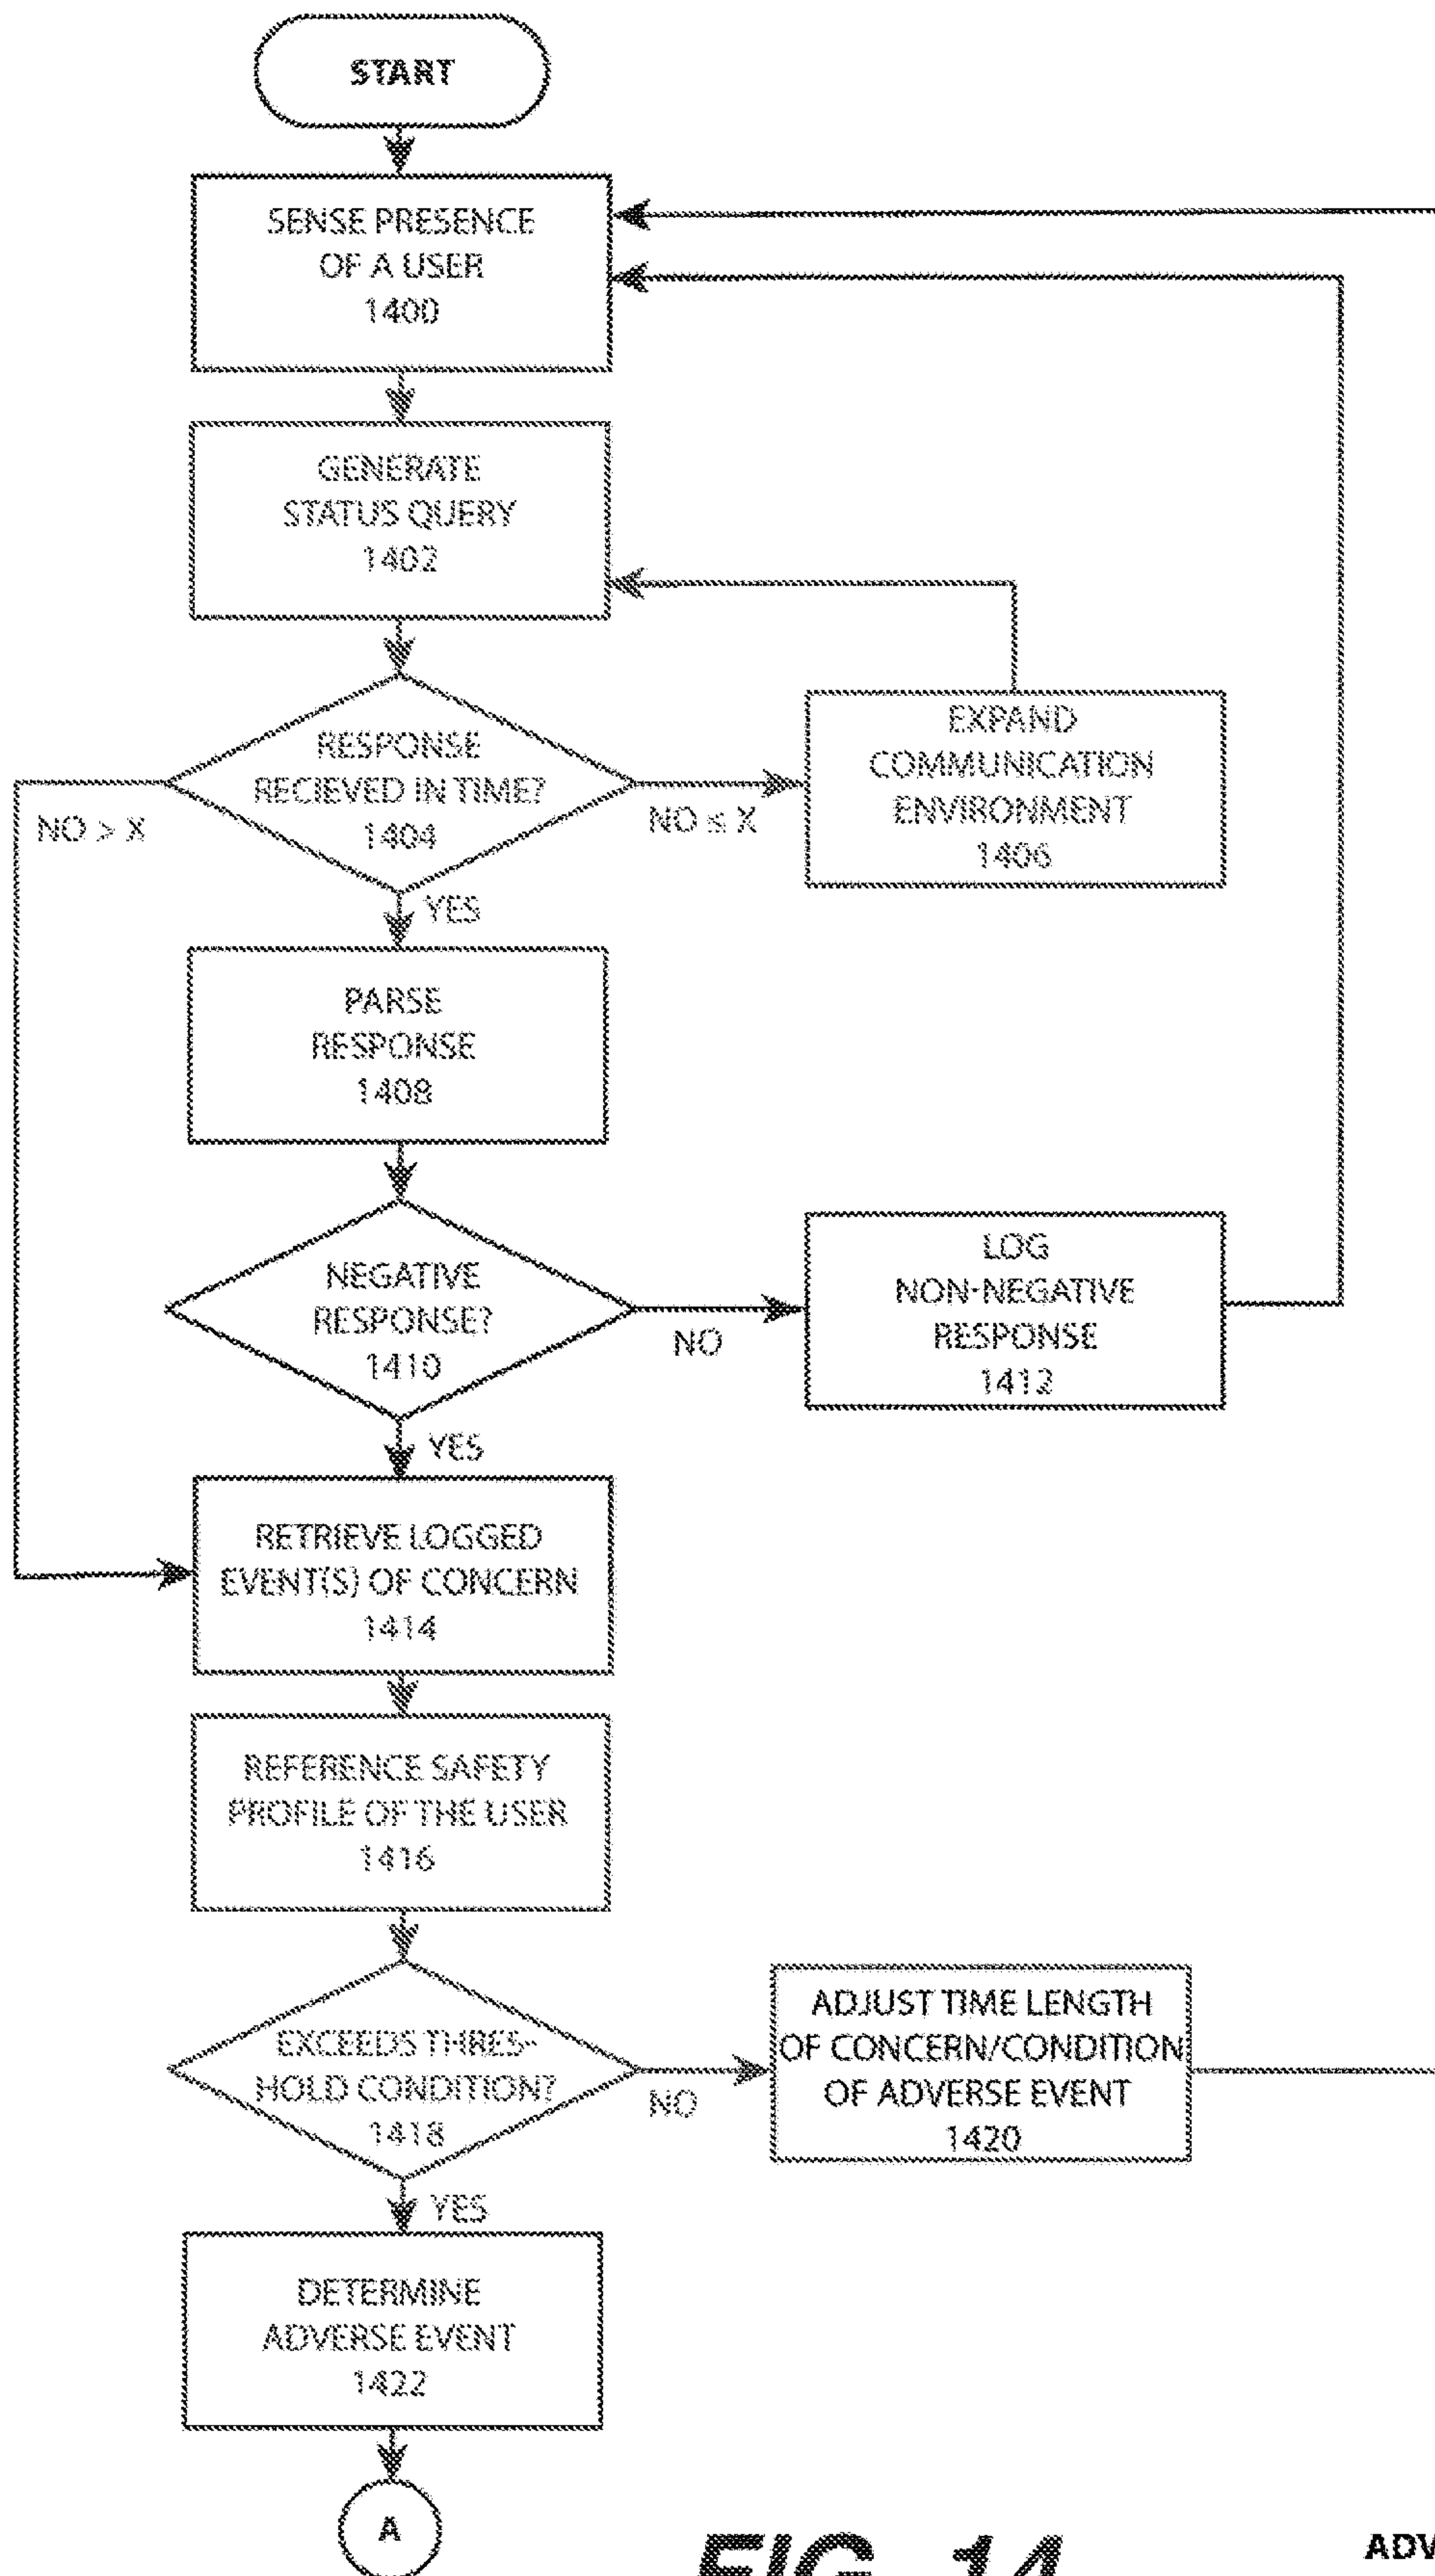 START
SENSE PRESENCE
OF A USER
1400
GENERATE
STATUS QUERY
1402
RESPONSE
RECIEVED IN TIME?
1404
NO > X
NO ≤ X
EXPAND
COMMUNICATION
ENVIRONMENT
1406
YES
PARSE
RESPONSE
1408
NEGATIVE
RESPONSE?
1410
NO
LOG
NON-NEGATIVE
RESPONSE
1412
YES
RETRIEVE LOGGED
EVENT(S) OF CONCERN
1414
REFERENCE SAFETY
PROFILE OF THE USER
1416
EXCEEDS THRES-
HOLD CONDITION?
1418
NO
ADJUST TIME LENGTH
OF CONCERN/CONDITION
OF ADVERSE EVENT
1420
YES
DETERMINE
ADVERSE EVENT
1422
A
FIG. 14
ADV